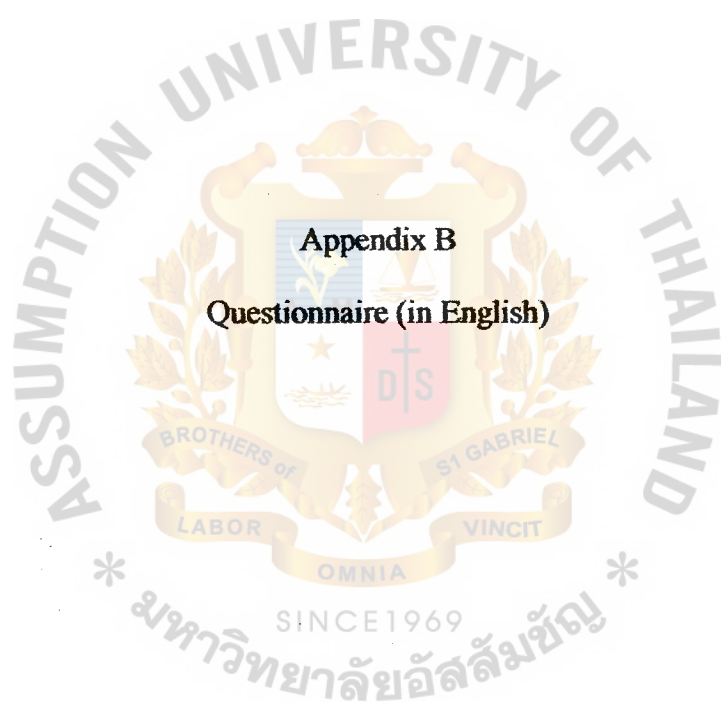 ASSUMPTION UNIVERSITY OF THAILAND
Appendix B
Questionnaire (in English)
D S
BROTHERS of ST GABRIEL
LABOR VINCIT
OMNIA
* SINCE1969 *
มหาวิทยาลัยอัสสัมชัญ